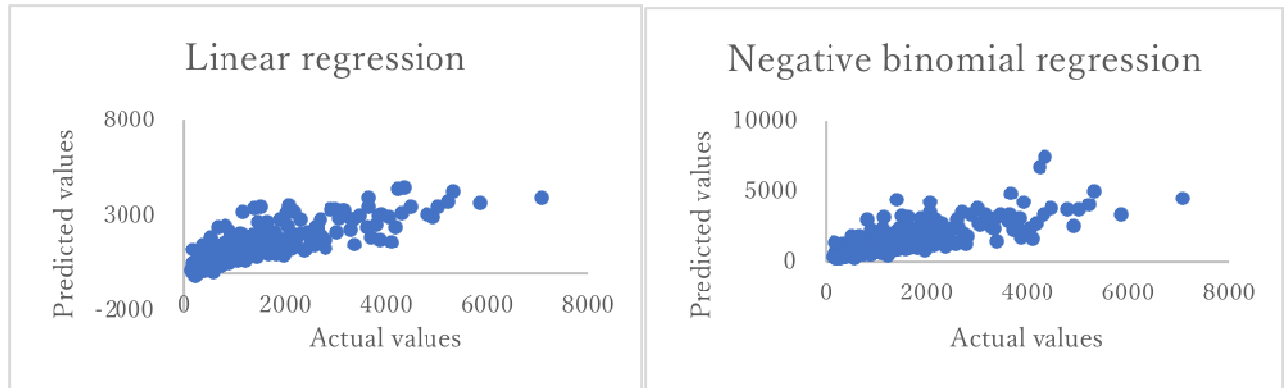 Linear regression
Predicted values
8000
3000
-2000
0
2000
4000
6000
8000
Actual values
Negative binomial regression
Predicted values
10000
5000
0
0
2000
4000
6000
8000
Actual values